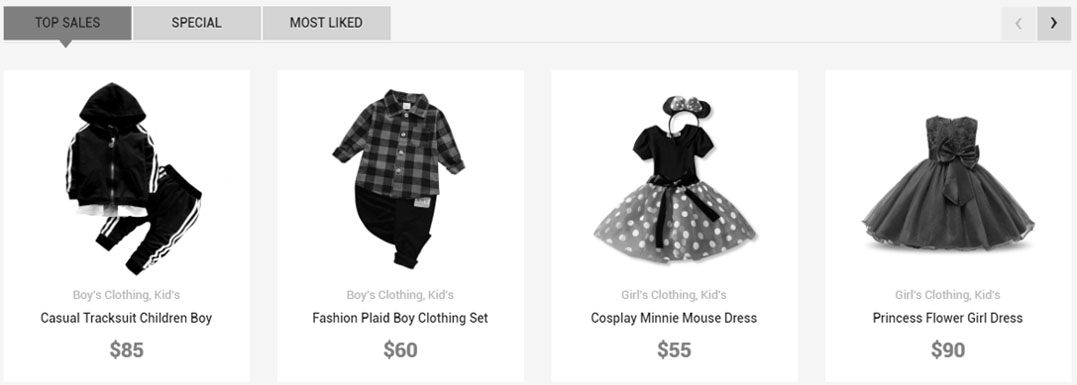 TOP SALES
SPECIAL
MOST LIKED
Boy's Clothing, Kid's
Casual Tracksuit Children Boy
$85
Boy's Clothing, Kid's
Fashion Plaid Boy Clothing Set
$60
Girl's Clothing, Kid's
Cosplay Minnie Mouse Dress
$55
Girl's Clothing, Kid's
Princess Flower Girl Dress
$90